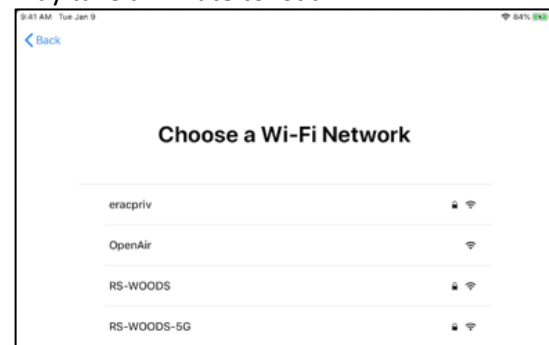 9:41 AM Tue Jan 9 84%
Back
Choose a Wi-Fi Network
eracpriv
OpenAir
RS-WOODS
RS-WOODS-5G